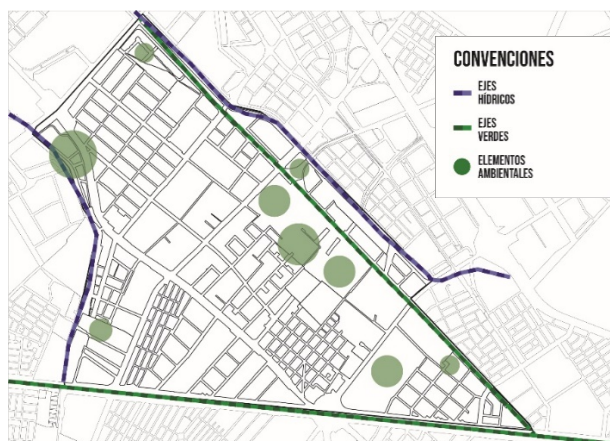 CONVENCIONES
EJES
HÍDRICOS
EJES
VERDES
ELEMENTOS
AMBIENTALES